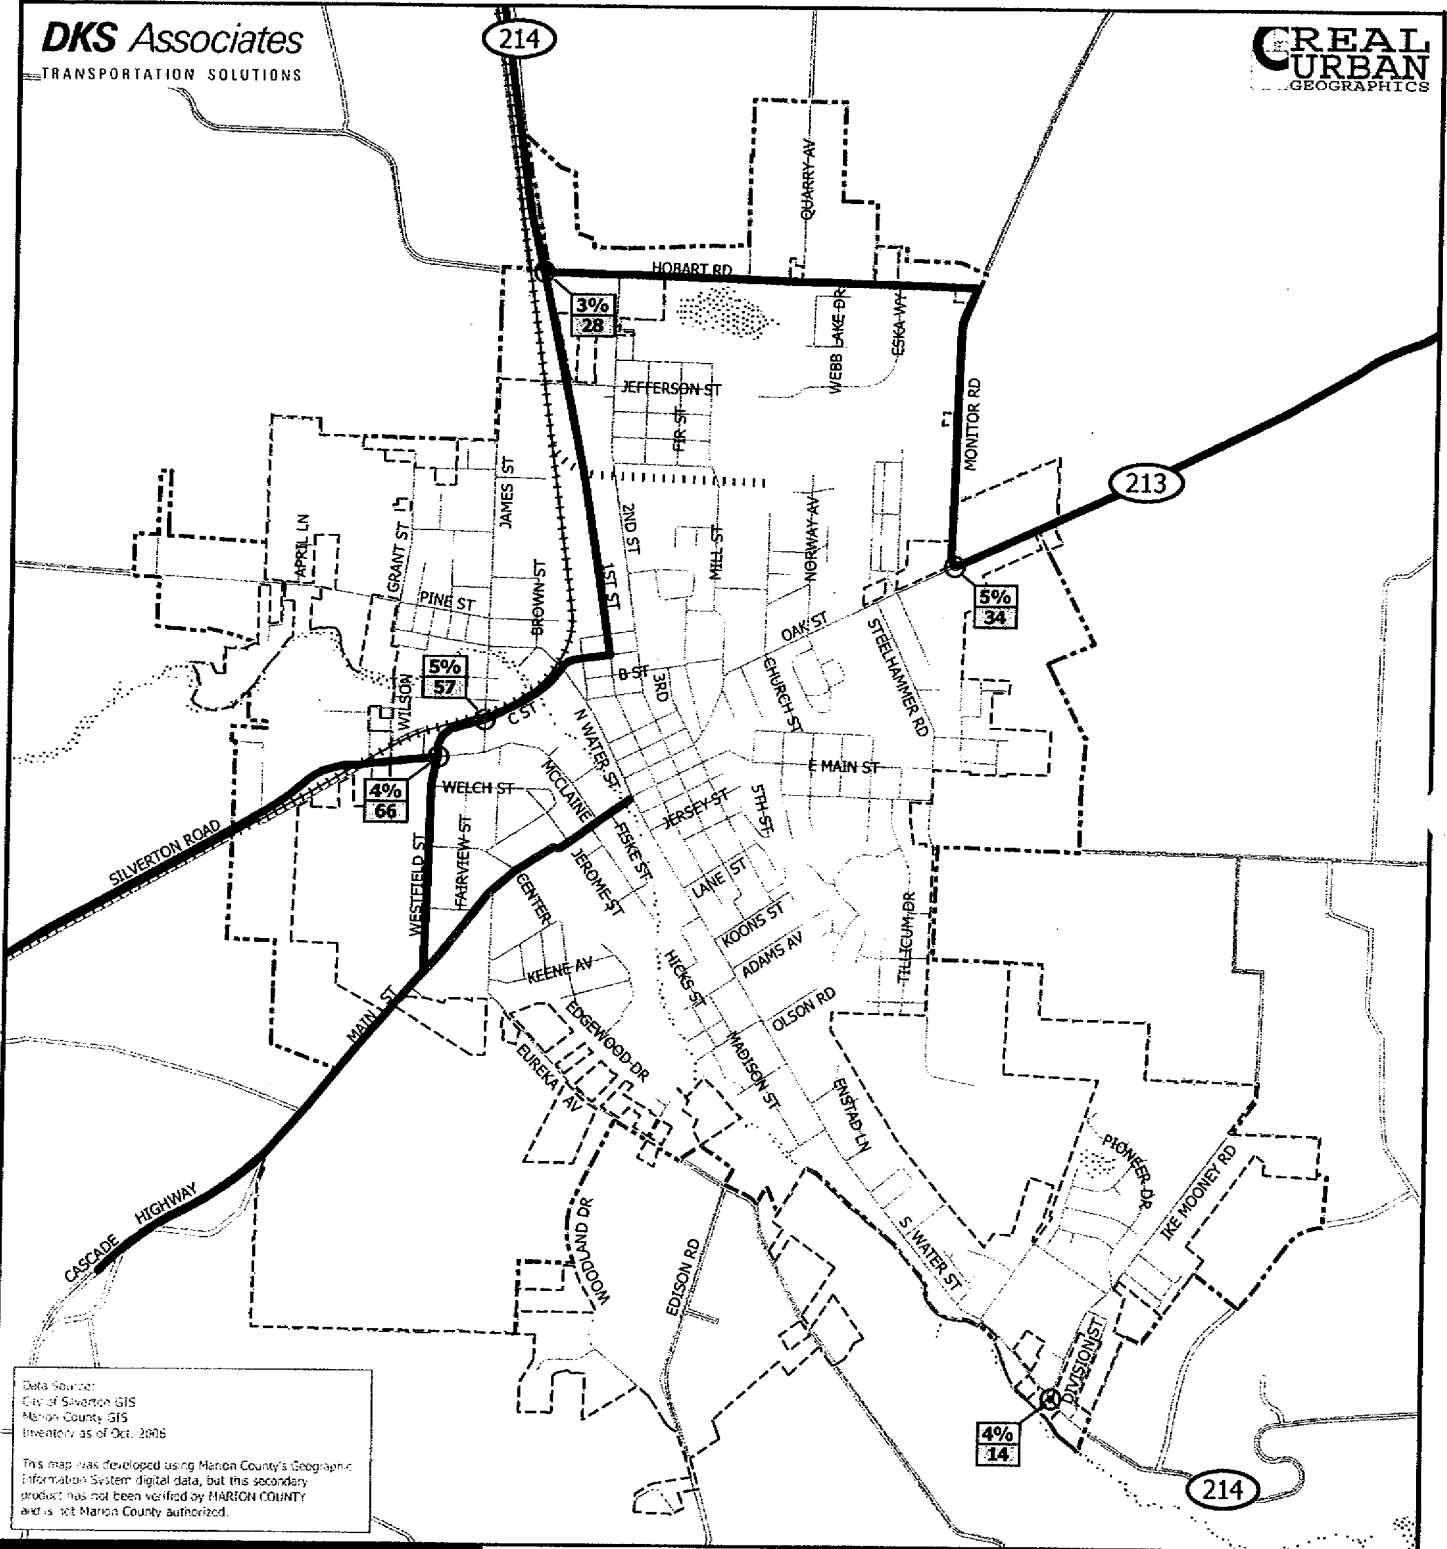 DKS Associates
TRANSPORTATION SOLUTIONS
214
CREAL
URBAN
GEOGRAPHICS
QUARRY AV
HOBART RD
3%
28
WEBB LAKE DR
ESKA WY
JEFFERSON ST
FIR ST
MONITOR RD
213
JAMES ST
APRIL LN
GRANT ST
2ND ST
MILL ST
NORWAY AV
BROWN ST
1ST ST
PINE ST
5%
34
OAK ST
STEELHAMMER RD
5%
57
B ST
3RD
CHURCH ST
WILSON
C ST
N WATER ST
E MAIN ST
4%
66
WELCH ST
MCCLAINE
JERSEY ST
5TH ST
SILVERTON ROAD
WESTFIELD ST
FAIRVIEW ST
FISKE ST
JEROME ST
CENTER
LANE ST
KOONS ST
ADAMS AV
TILLICUM DR
KEENE AV
HICKS ST
OLSON RD
MAIN ST
EDGEWOOD DR
EUREKA AV
MADISON ST
ENSTAD LN
PIONEER DR
IKE MOONEY RD
CASCADE HIGHWAY
WOODLAND DR
EDISON RD
S WATER ST
DIVISION ST
4%
14
214
Data Source:
City of Silverton GIS
Marion County GIS
Inventory as of Oct. 2006
This map was developed using Marion County's Geographic
Information System digital data, but this secondary
product has not been verified by MARION COUNTY
and is not Marion County authorized.